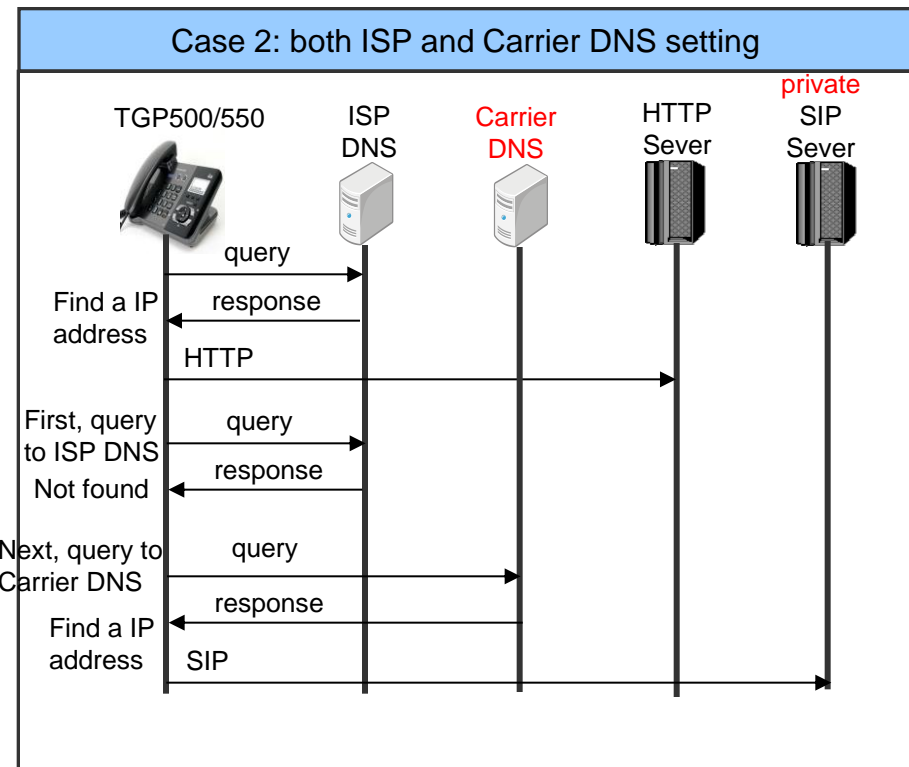 Case 2: both ISP and Carrier DNS setting
TGP500/550
ISP
DNS
Carrier
DNS
HTTP
Sever
private
SIP
Sever
query
Find a IP
address
response
HTTP
First, query
to ISP DNS
query
Not found
response
Next, query to
Carrier DNS
query
response
Find a IP
address
SIP